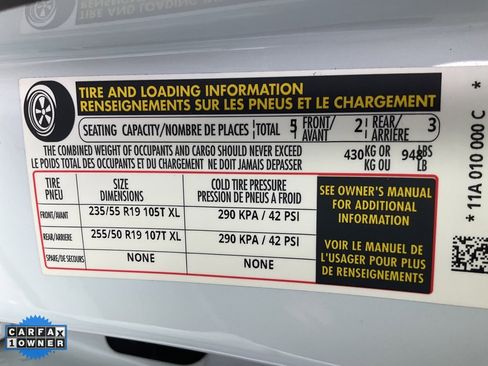 TIRE AND LOADING INFORMATION
RENSEIGNEMENTS SUR LES PNEUS ET LE CHARGEMENT
SEATING CAPACITY/NOMBRE DE PLACES TOTAL 5 FRONT/AVANT 2 REAR/ARRIÈRE 3
THE COMBINED WEIGHT OF OCCUPANTS AND CARGO SHOULD NEVER EXCEED 430 KG OR 948 LBS
LE POIDS TOTAL DES OCCUPANTS ET DU CHARGEMENT NE DOIT JAMAIS DÉPASSER KG OU LB
TIRE PNEU SIZE DIMENSIONS COLD TIRE PRESSURE PRESSION DE PNEUS A FROID
FRONT/AVANT 235/55 R19 105T XL 290 KPA / 42 PSI
REAR/ARRIERE 255/50 R19 107T XL 290 KPA / 42 PSI
SPARE/DE SECOURS NONE NONE
SEE OWNER'S MANUAL
FOR ADDITIONAL
INFORMATION
VOIR LE MANUEL DE
L'USAGER POUR PLUS
DE RENSEIGNEMENTS
* 11A 010 000 C *
CARFAX
1 OWNER